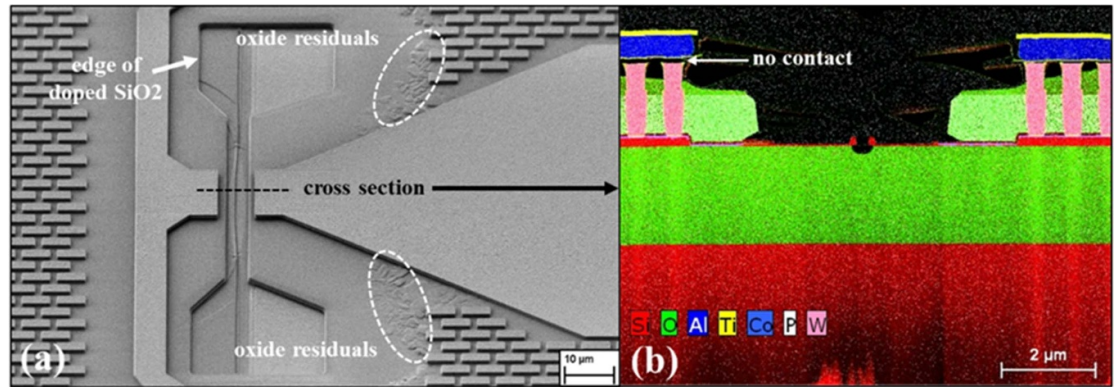 oxide residuals
edge of
doped SiO2
cross section
oxide residuals
(a)
10 µm
no contact
Si O Al Ti Co P W
(b)
2 µm